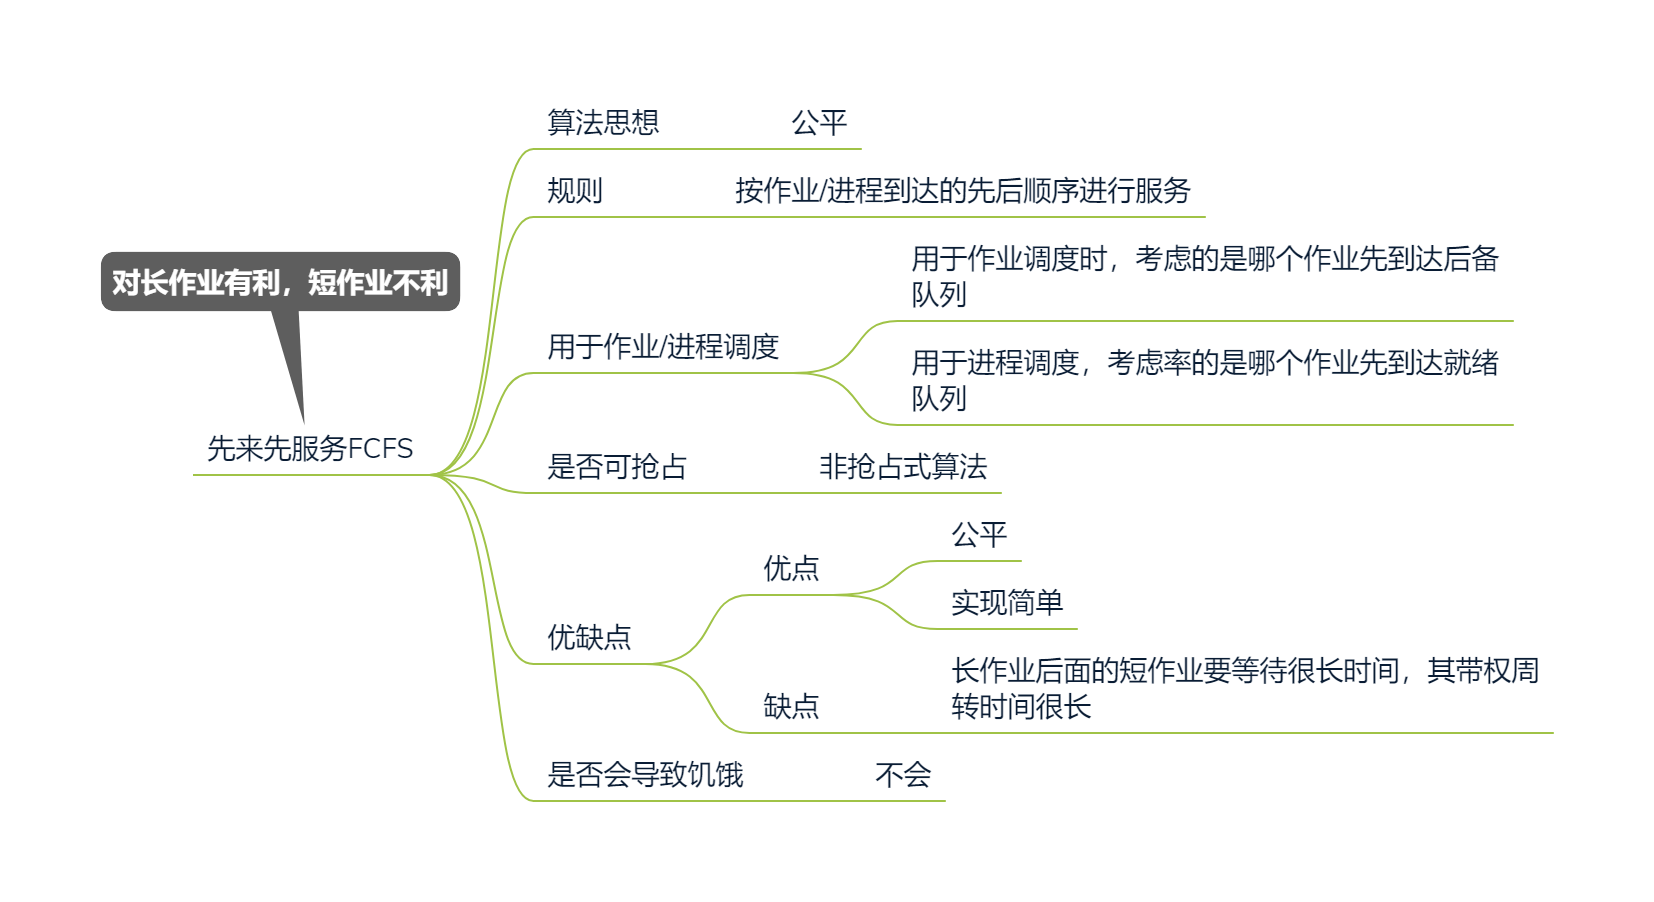 算法思想 公平
规则 按作业/进程到达的先后顺序进行服务
对长作业有利，短作业不利
先来先服务FCFS
用于作业/进程调度
用于作业调度时，考虑的是哪个作业先到达后备
队列
用于进程调度，考虑率的是哪个作业先到达就绪
队列
是否可抢占 非抢占式算法
优缺点
优点
公平
实现简单
缺点
长作业后面的短作业要等待很长时间，其带权周
转时间很长
是否会导致饥饿 不会